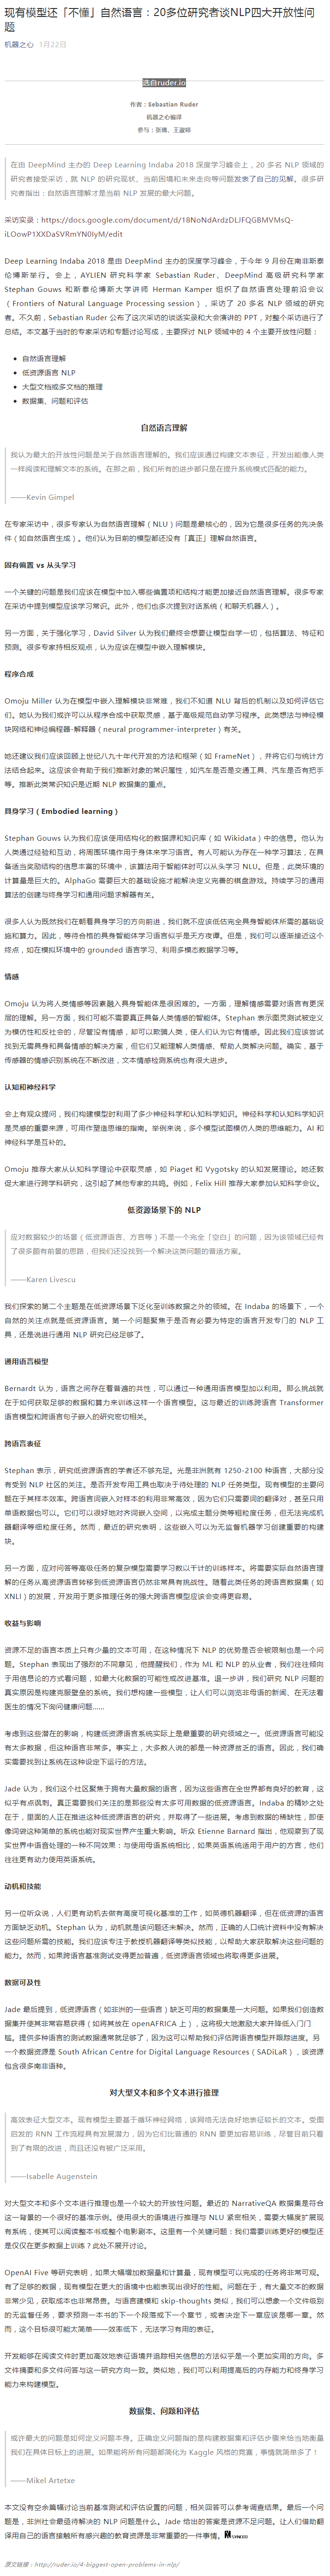 现有模型还「不懂」自然语言：20多位研究者谈NLP四大开放性问
题
机器之心 1月22日
选自ruder.io
作者：Sebastian Ruder
机器之心编译
参与：张倩、王淑婷
在由 DeepMind 主办的 Deep Learning Indaba 2018 深度学习峰会上，20 多名 NLP 领域的
研究者接受采访，就 NLP 的研究现状、当前困境和未来走向等问题发表了自己的见解。很多研
究者指出：自然语言理解才是当前 NLP 发展的最大问题。
采访实录：https://docs.google.com/document/d/18NoNdArdzDLJFQGBMVMsQ-
iLOowP1XXDaSVRmYN0IyM/edit
Deep Learning Indaba 2018 是由 DeepMind 主办的深度学习峰会，于今年 9 月份在南非斯泰
伦博斯举行。会上，AYLIEN 研究科学家 Sebastian Ruder、DeepMind 高级研究科学家
Stephan Gouws 和斯泰伦博斯大学讲师 Herman Kamper 组织了自然语言处理前沿会议
（Frontiers of Natural Language Processing session），采访了 20 多名 NLP 领域的研究
者。不久前，Sebastian Ruder 公布了这次采访的谈话实录和大会演讲的 PPT，对整个采访进行了
总结。本文基于当时的专家采访和专题讨论写成，主要探讨 NLP 领域中的 4 个主要开放性问题：
自然语言理解
低资源语言 NLP
大型文档或多文档的推理
数据集、问题和评估
自然语言理解
我认为最大的开放性问题是关于自然语言理解的。我们应该通过构建文本表征，开发出能像人类
一样阅读和理解文本的系统。在那之前，我们所有的进步都只是在提升系统模式匹配的能力。
——Kevin Gimpel
在专家采访中，很多专家认为自然语言理解（NLU）问题是最核心的，因为它是很多任务的先决条
件（如自然语言生成）。他们认为目前的模型都还没有「真正」理解自然语言。
固有偏置 vs 从头学习
一个关键的问题是我们应该在模型中加入哪些偏置项和结构才能更加接近自然语言理解。很多专家
在采访中提到模型应该学习常识。此外，他们也多次提到对话系统（和聊天机器人）。
另一方面，关于强化学习，David Silver 认为我们最终会想要让模型自学一切，包括算法、特征和
预测。很多专家持相反观点，认为应该在模型中嵌入理解模块。
程序合成
Omoju Miller 认为在模型中嵌入理解模块非常难，我们不知道 NLU 背后的机制以及如何评估它
们。她认为我们或许可以从程序合成中获取灵感，基于高级规范自动学习程序。此类想法与神经模
块网络和神经编程器-解释器（neural programmer-interpreter）有关。
她还建议我们应该回顾上世纪八九十年代开发的方法和框架（如 FrameNet），并将它们与统计方
法结合起来。这应该会有助于我们推断对象的常识属性，如汽车是否是交通工具、汽车是否有把手
等。推断此类常识知识是近期 NLP 数据集的重点。
具身学习（Embodied learning）
Stephan Gouws 认为我们应该使用结构化的数据源和知识库（如 Wikidata）中的信息。他认为
人类通过经验和互动，将周围环境作用于身体来学习语言。有人可能认为存在一种学习算法，在具
备适当奖励结构的信息丰富的环境中，该算法用于智能体时可以从头学习 NLU。但是，此类环境的
计算量是巨大的。AlphaGo 需要巨大的基础设施才能解决定义完善的棋盘游戏。持续学习的通用
算法的创建与终身学习和通用问题求解器有关。
很多人认为既然我们在朝着具身学习的方向前进，我们就不应该低估完全具身智能体所需的基础设
施和算力。因此，等待合格的具身智能体学习语言似乎是天方夜谭。但是，我们可以逐渐接近这个
终点，如在模拟环境中的 grounded 语言学习、利用多模态数据学习等。
情感
Omoju 认为将人类情感等因素融入具身智能体是很困难的。一方面，理解情感需要对语言有更深
层的理解。另一方面，我们可能不需要真正具备人类情感的智能体。Stephan 表示图灵测试被定义
为模仿性和反社会的，尽管没有情感，却可以欺骗人类，使人们认为它有情感。因此我们应该尝试
找到无需具身和具备情感的解决方案，但它们又能理解人类情感、帮助人类解决问题。确实，基于
传感器的情感识别系统在不断改进，文本情感检测系统也有很大进步。
认知和神经科学
会上有观众提问，我们构建模型时利用了多少神经科学和认知科学知识。神经科学和认知科学知识
是灵感的重要来源，可用作塑造思维的指南。举例来说，多个模型试图模仿人类的思维能力。AI 和
神经科学是互补的。
Omoju 推荐大家从认知科学理论中获取灵感，如 Piaget 和 Vygotsky 的认知发展理论。她还敦
促大家进行跨学科研究，这引起了其他专家的共鸣。例如，Felix Hill 推荐大家参加认知科学会议。
低资源场景下的 NLP
应对数据较少的场景（低资源语言、方言等）不是一个完全「空白」的问题，因为该领域已经有
了很多颇有前景的思路，但我们还没找到一个解决这类问题的普适方案。
——Karen Livescu
我们探索的第二个主题是在低资源场景下泛化至训练数据之外的领域。在 Indaba 的场景下，一个
自然的关注点就是低资源语言。第一个问题聚焦于是否有必要为特定的语言开发专门的 NLP 工
具，还是说进行通用 NLP 研究已经足够了。
通用语言模型
Bernardt 认为，语言之间存在着普遍的共性，可以通过一种通用语言模型加以利用。那么挑战就
在于如何获取足够的数据和算力来训练这样一个语言模型。这与最近的训练跨语言 Transformer
语言模型和跨语言句子嵌入的研究密切相关。
跨语言表征
Stephan 表示，研究低资源语言的学者还不够充足。光是非洲就有 1250-2100 种语言，大部分没
有受到 NLP 社区的关注。是否开发专用工具也取决于待处理的 NLP 任务类型。现有模型的主要问
题在于其样本效率。跨语言词嵌入对样本的利用非常高效，因为它们只需要词的翻译对，甚至只用
单语数据也可以。它们可以很好地对齐词嵌入空间，以完成主题分类等粗粒度任务，但无法完成机
器翻译等细粒度任务。然而，最近的研究表明，这些嵌入可以为无监督机器学习创建重要的构建
块。
另一方面，应对问答等高级任务的复杂模型需要学习数以千计的训练样本。将需要实际自然语言理
解的任务从高资源语言转移到低资源语言仍然非常具有挑战性。随着此类任务的跨语言数据集（如
XNLI）的发展，开发用于更多推理任务的强大跨语言模型应该会变得更容易。
收益与影响
资源不足的语言本质上只有少量的文本可用，在这种情况下 NLP 的优势是否会被限制也是一个问
题。Stephan 表现出了强烈的不同意见，他提醒我们，作为 ML 和 NLP 的从业者，我们往往倾向
于用信息论的方式看问题，如最大化数据的可能性或改进基准。退一步讲，我们研究 NLP 问题的
真实原因是构建克服壁垒的系统。我们想构建一些模型，让人们可以浏览非母语的新闻、在无法看
医生的情况下询问健康问题……
考虑到这些潜在的影响，构建低资源语言系统实际上是最重要的研究领域之一。低资源语言可能没
有太多数据，但这种语言非常多。事实上，大多数人说的都是一种资源贫乏的语言。因此，我们确
实需要找到让系统在这种设定下运行的方法。
Jade 认为，我们这个社区聚焦于拥有大量数据的语言，因为这些语言在全世界都有良好的教育，这
似乎有点讽刺。真正需要我们关注的是那些没有太多可用数据的低资源语言。Indaba 的精妙之处
在于，里面的人正在推进这种低资源语言的研究，并取得了一些进展。考虑到数据的稀缺性，即使
像词袋这种简单的系统也能对现实世界产生重大影响。听众 Etienne Barnard 指出，他观察到了现
实世界中语音处理的一种不同效果：与使用母语系统相比，如果英语系统适用于用户的方言，他们
往往更有动力使用英语系统。
动机和技能
另一位听众说，人们更有动机去做有高度可视化基准的工作，如英德机器翻译，但在低资源的语言
方面缺乏动机。Stephan 认为，动机就是该问题还未解决。然而，正确的人口统计资料中没有解决
这些问题所需的技能。我们应该专注于教授机器翻译等类似技能，以帮助大家获取解决这些问题的
能力。然而，如果跨语言基准测试变得更加普遍，低资源语言领域也将取得更多进展。
数据可及性
Jade 最后提到，低资源语言（如非洲的一些语言）缺乏可用的数据集是一大问题。如果我们创造数
据集并使其非常容易获得（如将其放在 openAFRICA 上），这将极大地激励大家并降低入门门
槛。提供多种语言的测试数据通常就足够了，因为这可以帮助我们评估跨语言模型并跟踪进度。另
一个数据资源是 South African Centre for Digital Language Resources（SADiLaR），该资源
包含很多南非语种。
对大型文本和多个文本进行推理
高效表征大型文本。现有模型主要基于循环神经网络，该网络无法良好地表征较长的文本。受图
启发的 RNN 工作流程具有发展潜力，因为它们比普通的 RNN 要更加容易训练，尽管目前只看到
了有限的改进，而且还没有被广泛采用。
——Isabelle Augenstein
对大型文本和多个文本进行推理也是一个较大的开放性问题。最近的 NarrativeQA 数据集是符合
这一背景的一个很好的基准示例。使用很大的语境进行推理与 NLU 紧密相关，需要大幅度扩展现
有系统，使其可以阅读整本书或整个电影剧本。这里有一个关键问题：我们需要训练更好的模型还
是仅仅在更多数据上训练？此处不展开讨论。
OpenAI Five 等研究表明，如果大幅增加数据量和计算量，现有模型可以完成的任务将非常可观。
有了足够的数据，现有模型在更大的语境中也能表现出很好的性能。问题在于，有大量文本的数据
非常少见，获取成本也非常昂贵。与语言建模和 skip-thoughts 类似，我们可以想象一个文件级别
的无监督任务，要求预测一本书的下一个段落或下一个章节，或者决定下一章应该是哪一章。然
而，这个目标很可能太简单——效率低下，无法学习有用的表征。
开发能够在阅读文件时更加高效地表征语境并追踪相关信息的方法似乎是一个更加实用的方向。多
文件摘要和多文件问答与这一研究方向一致。类似地，我们可以利用提高后的内存能力和终身学习
能力来构建模型。
数据集、问题和评估
或许最大的问题是如何定义问题本身。正确定义问题指的是构建数据集和评估步骤来恰当地衡量
我们在具体目标上的进展。如果能将所有问题都简化为 Kaggle 风格的竞赛，事情就简单多了！
——Mikel Artetxe
本文没有空余篇幅讨论当前基准测试和评估设置的问题，相关回答可以参考调查结果。最后一个问
题是，非洲社会最亟待解决的 NLP 问题是什么。Jade 给出的答案是资源不足问题。让人们借助翻
译用自己的语言接触所有感兴趣的教育资源是非常重要的一件事情。SYNCED
原文链接：http://ruder.io/4-biggest-open-problems-in-nlp/